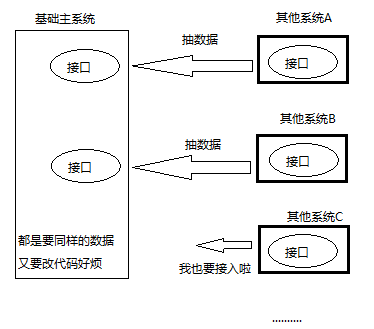 基础主系统
其他系统A
抽数据
接口
接口
其他系统B
抽数据
接口
接口
其他系统C
都是要同样的数据
接口
又要改代码好烦
我也要接入啦
..........